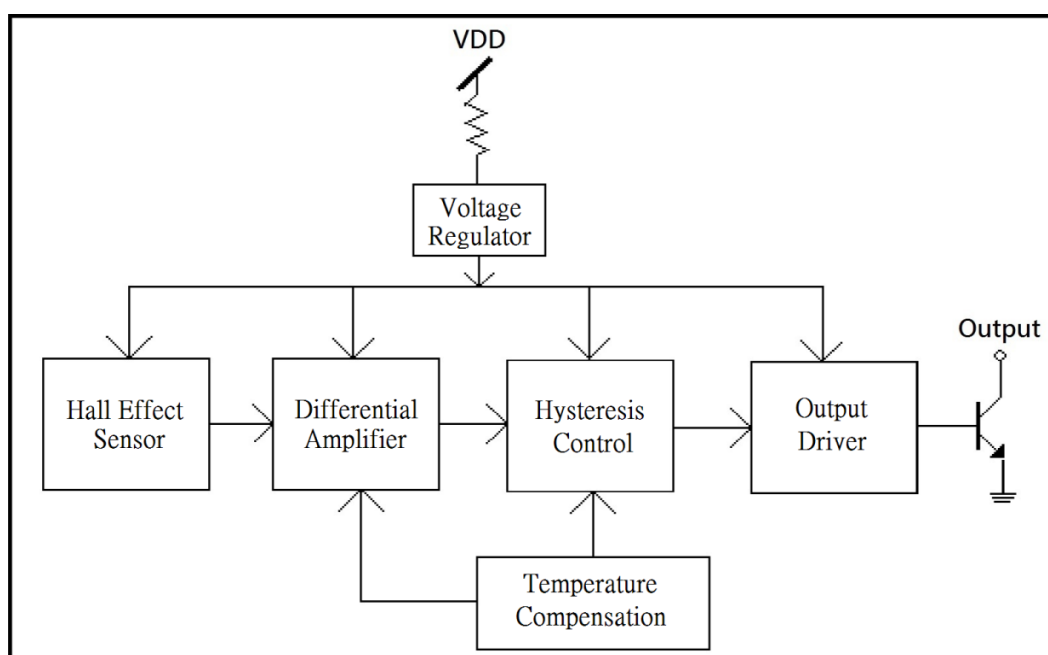 VDD
Voltage
Regulator
Output
Hall Effect
Sensor
Differential
Amplifier
Hysteresis
Control
Output
Driver
Temperature
Compensation